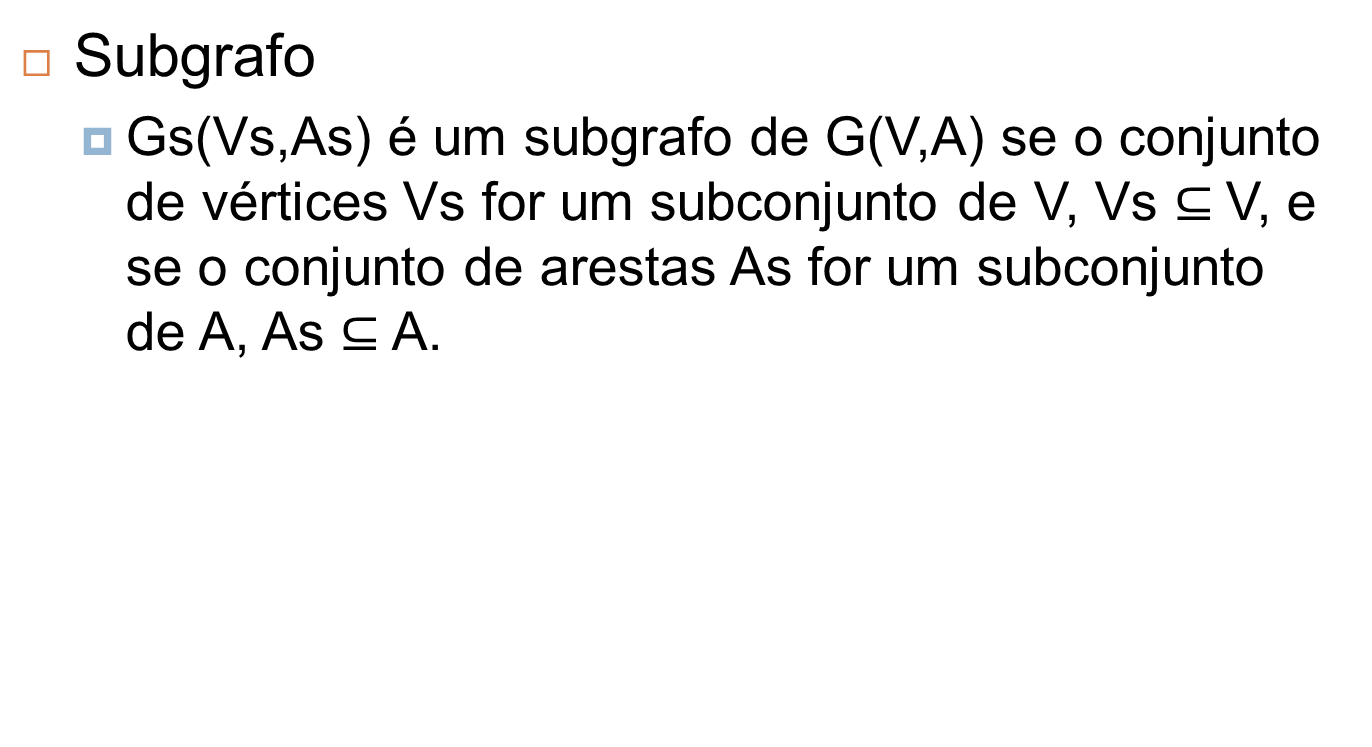 Subgrafo
Gs(Vs,As) é um subgrafo de G(V,A) se o conjunto
de vértices Vs for um subconjunto de V, Vs ⊆ V, e
se o conjunto de arestas As for um subconjunto
de A, As ⊆ A.